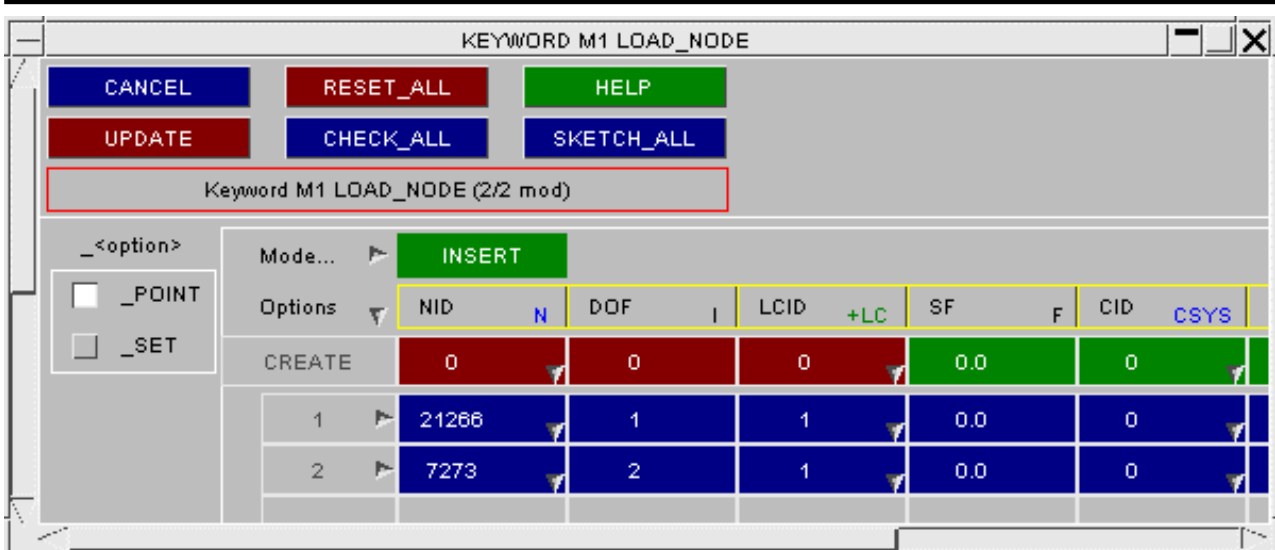 KEYWORD M1 LOAD_NODE
CANCEL RESET_ALL HELP
UPDATE CHECK_ALL SKETCH_ALL
Keyword M1 LOAD_NODE (2/2 mod)
_<option>
_POINT
_SET
Mode... INSERT
Options NID N DOF I LCID +LC SF F CID CSYS
CREATE 0 0 0 0.0 0
1 21266 1 1 0.0 0
2 7273 2 1 0.0 0